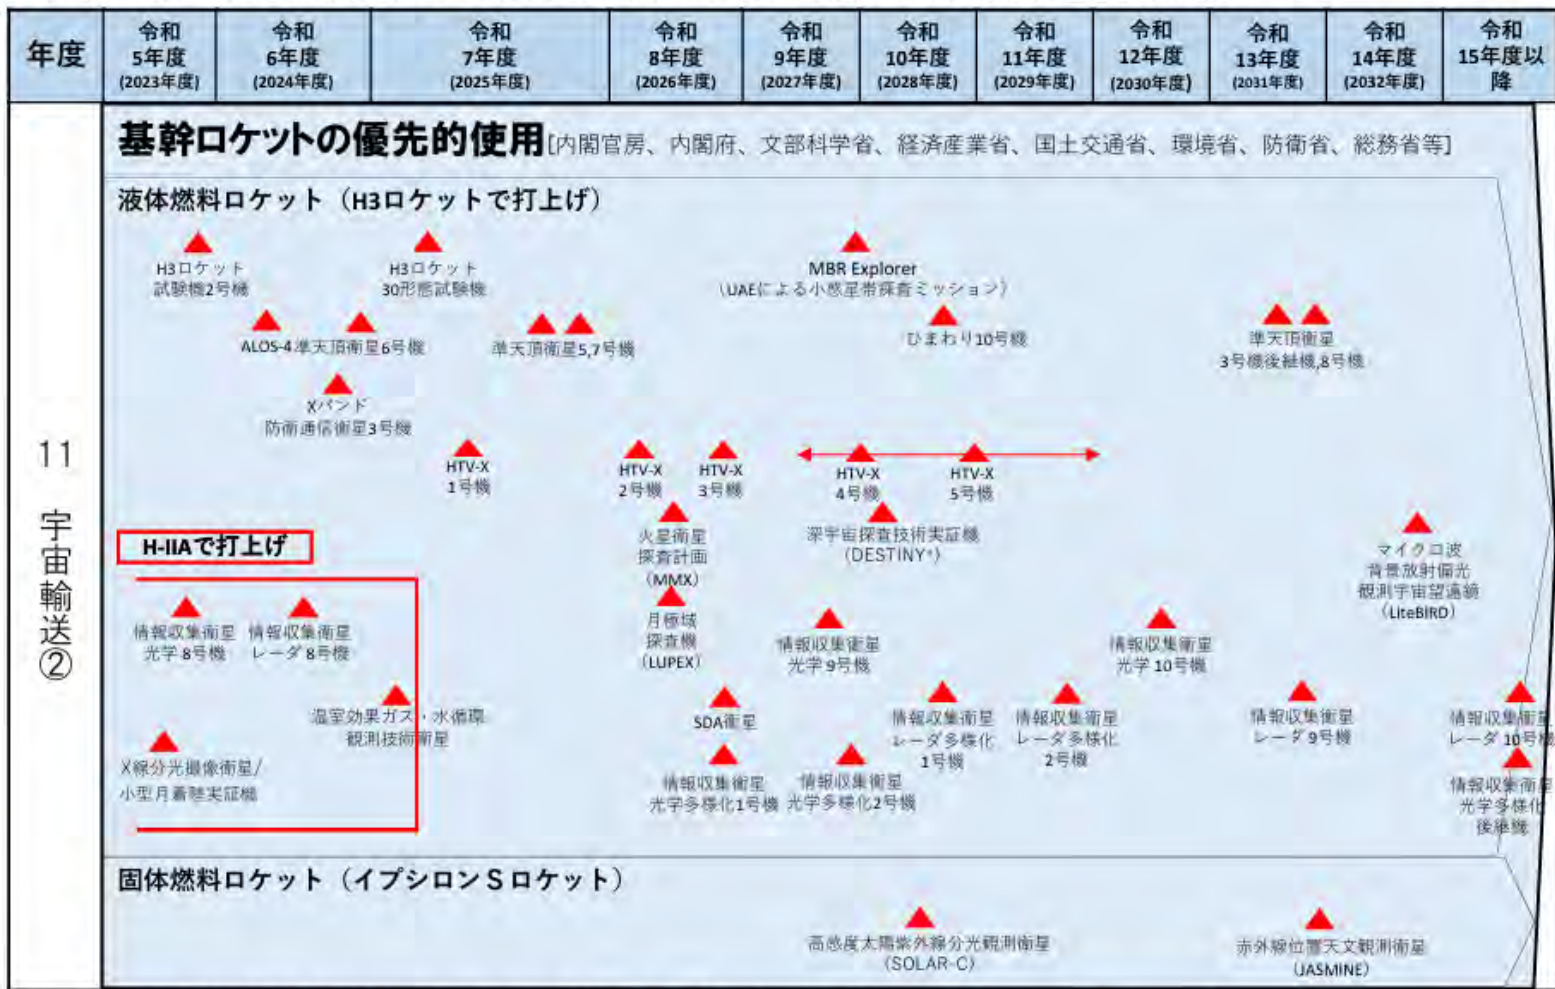 年度
令和
5年度
(2023年度)
令和
6年度
(2024年度)
令和
7年度
(2025年度)
令和
8年度
(2026年度)
令和
9年度
(2027年度)
令和
10年度
(2028年度)
令和
11年度
(2029年度)
令和
12年度
(2030年度)
令和
13年度
(2031年度)
令和
14年度
(2032年度)
令和
15年度以
降
11 宇宙輸送②
基幹ロケットの優先的使用[内閣官房、内閣府、文部科学省、経済産業省、国土交通省、環境省、防衛省、総務省等]
液体燃料ロケット（H3ロケットで打上げ）
H3ロケット
試験機2号機
H3ロケット
30形態試験機
MBR Explorer
（UAEによる小惑星帯探査ミッション）
ALOS-4
準天頂衛星6号機
準天頂衛星5,7号機
ひまわり10号機
準天頂衛星
3号機後継機,8号機
Xバンド
防衛通信衛星3号機
HTV-X
1号機
HTV-X
2号機
HTV-X
3号機
HTV-X
4号機
HTV-X
5号機
火星衛星
探査計画
（MMX）
深宇宙探査技術実証機
（DESTINY⁺）
マイクロ波
背景放射偏光
観測宇宙望遠鏡
（LiteBIRD）
H-IIAで打上げ
情報収集衛星
光学8号機
情報収集衛星
レーダ8号機
月極域
探査機
（LUPEX）
情報収集衛星
光学9号機
情報収集衛星
光学10号機
温室効果ガス・水循環
観測技術衛星
SDA衛星
情報収集衛星
レーダ多様化
1号機
情報収集衛星
レーダ多様化
2号機
情報収集衛星
レーダ9号機
情報収集衛星
レーダ10号機
X線分光撮像衛星/
小型月着陸実証機
情報収集衛星
光学多様化1号機
情報収集衛星
光学多様化2号機
情報収集衛星
光学多様化
後継機
固体燃料ロケット（イプシロンSロケット）
高感度太陽紫外線分光観測衛星
（SOLAR-C）
赤外線位置天文観測衛星
（JASMINE）